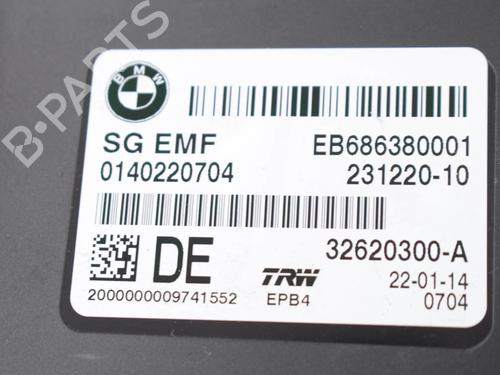 B-PARTS
BMW
SG EMF EB686380001
0140220704 231220-10
DE 32620300-A
TRW 22-01-14
2000000009741552 EPB4 0704